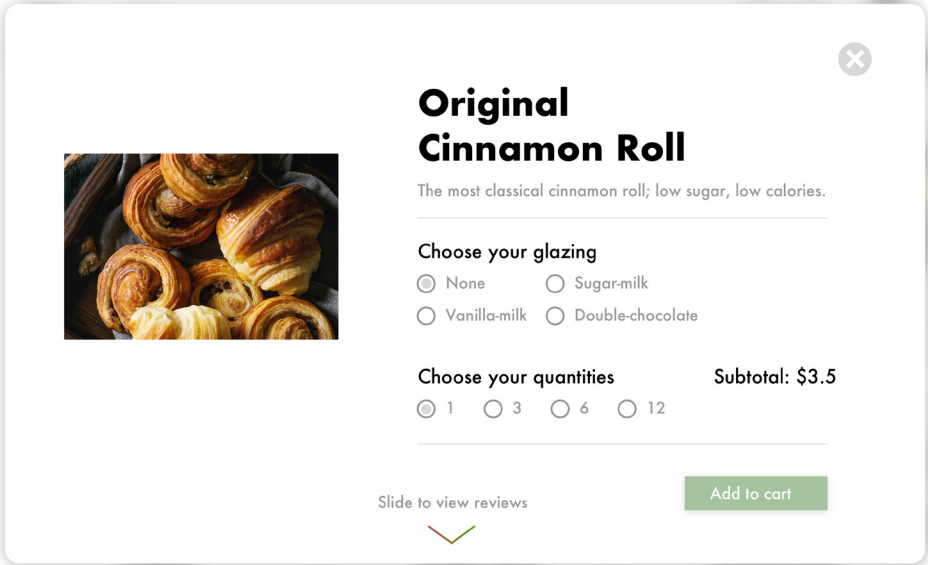 Original
Cinnamon Roll
The most classical cinnamon roll; low sugar, low calories.
Choose your glazing
None Sugar-milk
Vanilla-milk Double-chocolate
Choose your quantities Subtotal: $3.5
1 3 6 12
Slide to view reviews
Add to cart